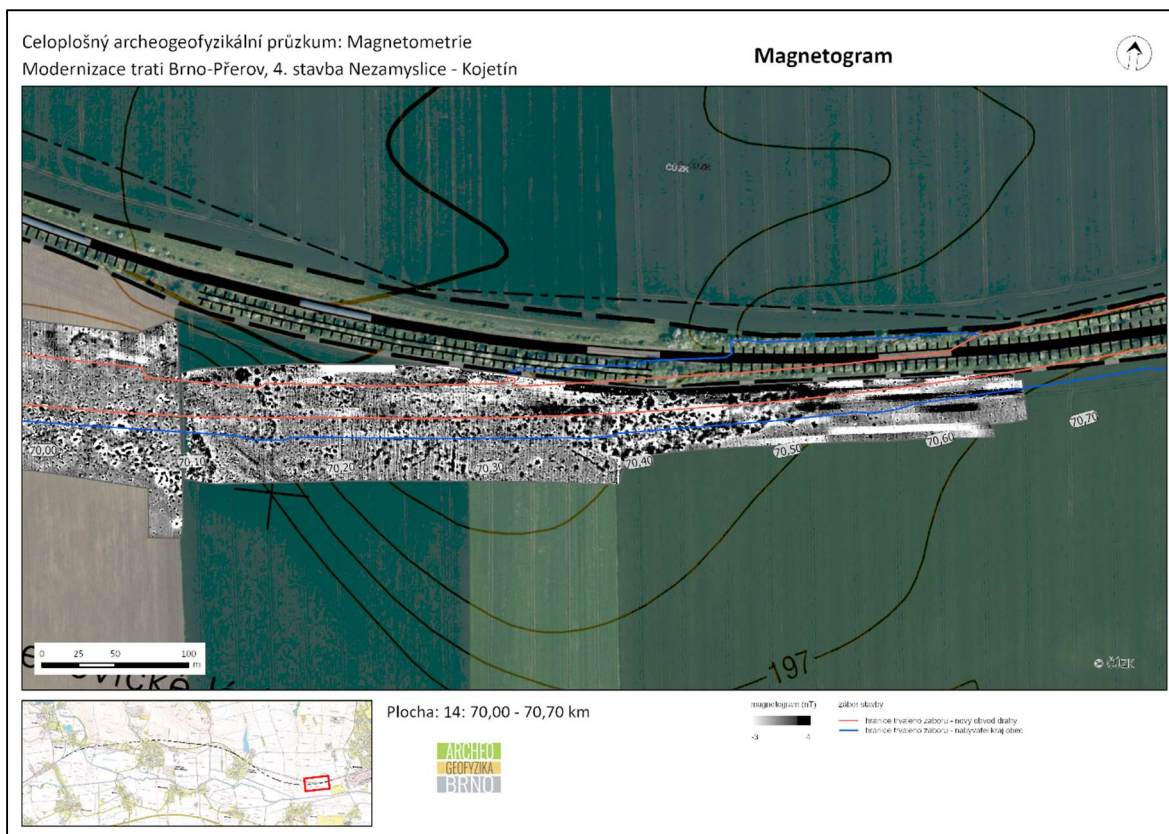 Celoplošný archeogeofyzikální průzkum: Magnetometrie
Modernizace trati Brno-Přerov, 4. stavba Nezamyslice - Kojetín
Magnetogram
ČÚZK
70,00
70,10
70,20
70,30
70,40
70,50
70,60
70,70
197
0 25 50 100
m
© ČÚZK
Plocha: 14: 70,00 - 70,70 km
ARCHEO
GEOFYZIKA
BRNO
magnetogram (nT)
-3 4
zábor stavby
hranice trvalého záboru - nový obvod dráhy
hranice trvalého záboru - nabyvatel kraj obec